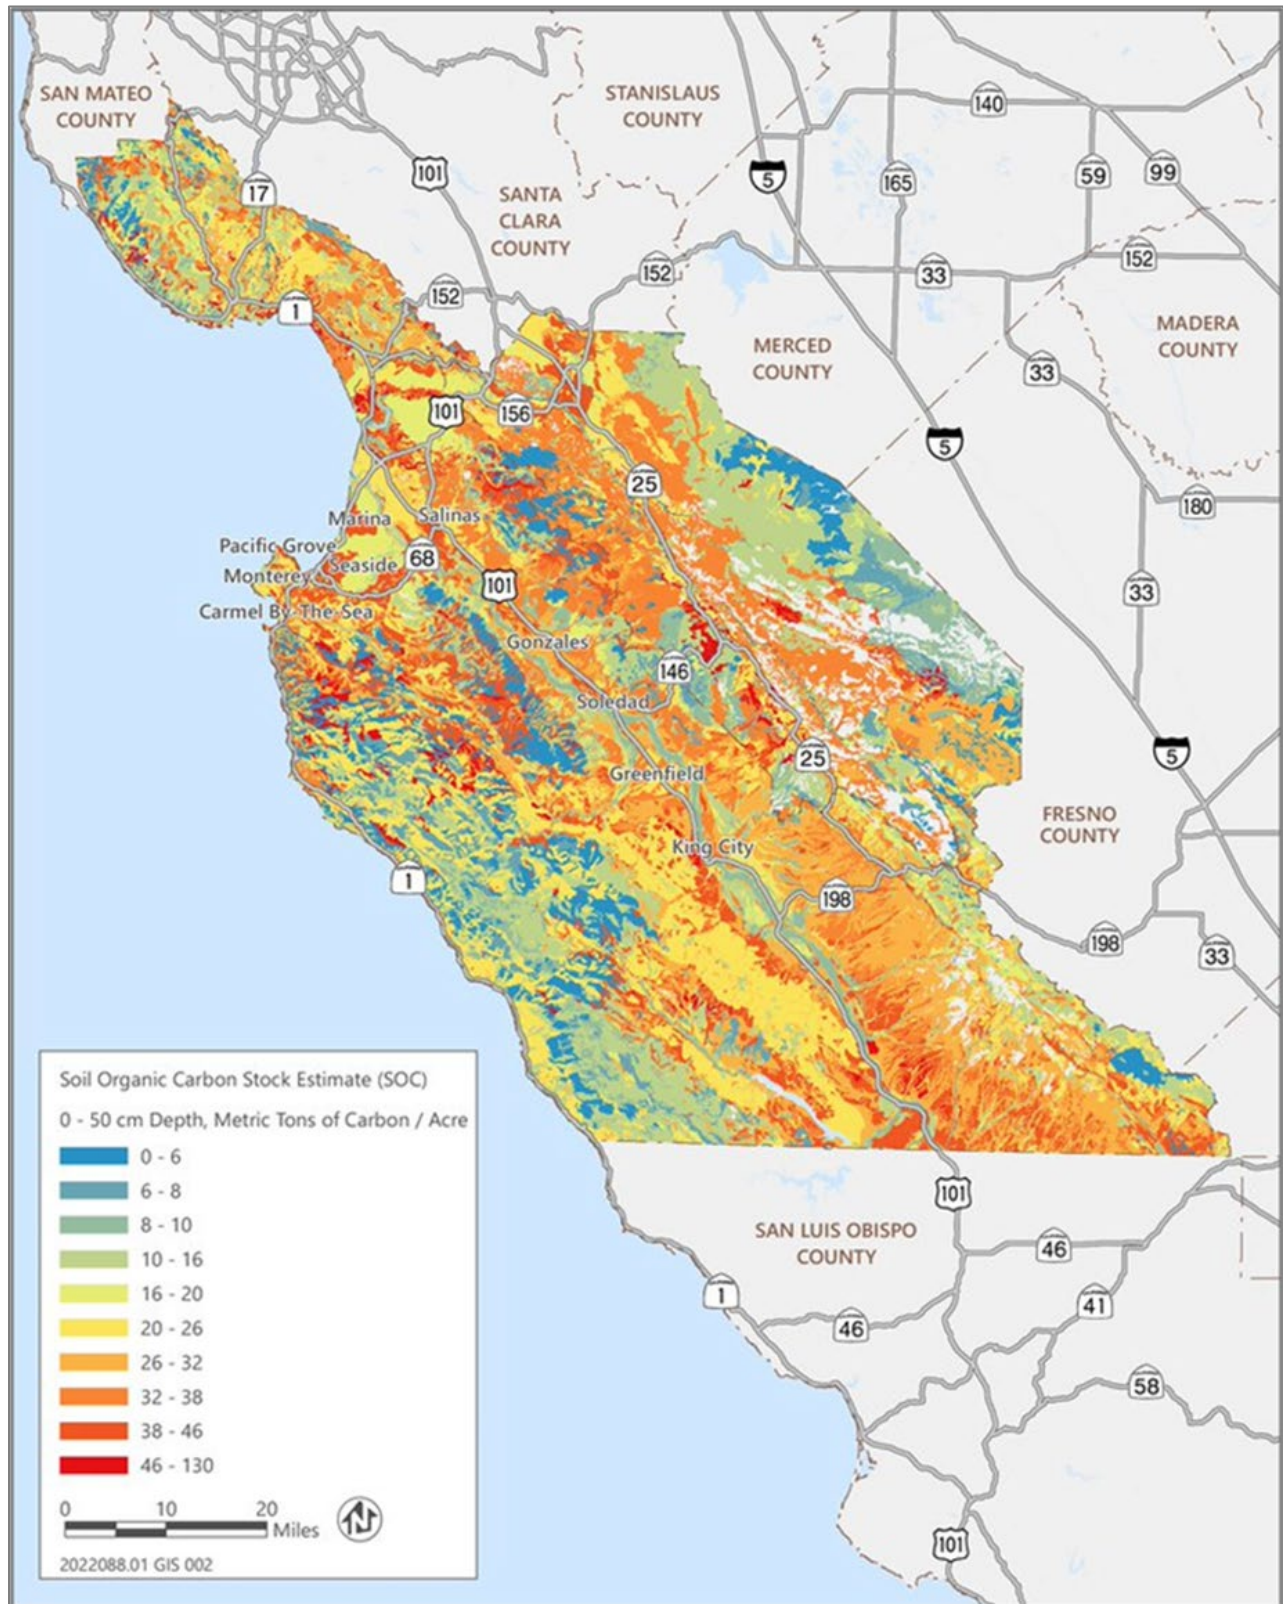 SAN MATEO
COUNTY
STANISLAUS
COUNTY
140
101
5
165
59
99
17
SANTA
CLARA
COUNTY
152
152
33
152
1
152
MERCED
COUNTY
MADERA
COUNTY
33
101
156
5
25
180
Marina
Salinas
Pacific Grove
68
Seaside
Monterey
101
33
Carmel By-The-Sea
Gonzales
146
Soledad
25
5
Greenfield
FRESNO
COUNTY
King City
1
198
198
33
Soil Organic Carbon Stock Estimate (SOC)
0 - 50 cm Depth, Metric Tons of Carbon / Acre
0 - 6
6 - 8
8 - 10
10 - 16
16 - 20
20 - 26
26 - 32
32 - 38
38 - 46
46 - 130
0 10 20
Miles
N
2022088.01 GIS 002
101
SAN LUIS OBISPO
COUNTY
46
1
46
41
58
101